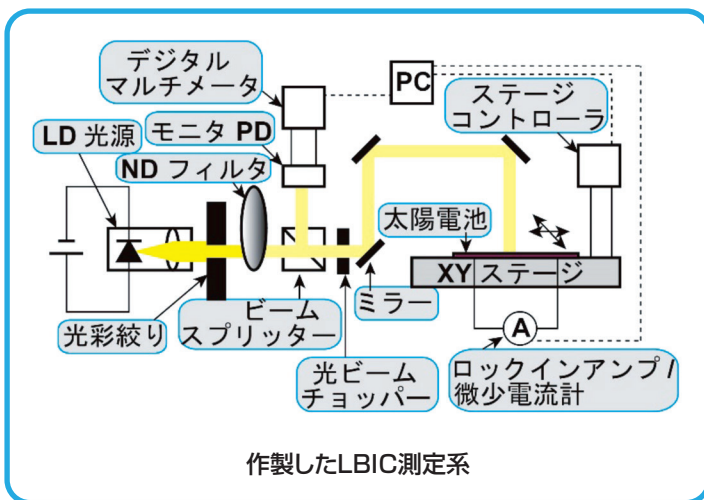 デジタル
マルチメータ
PC
ステージ
コントローラ
LD 光源
モニタ PD
ND フィルタ
太陽電池
XY ステージ
ミラー
ビーム
スプリッター
光彩絞り
A
光ビーム
チョッパー
ロックインアンプ /
微少電流計
作製したLBIC測定系